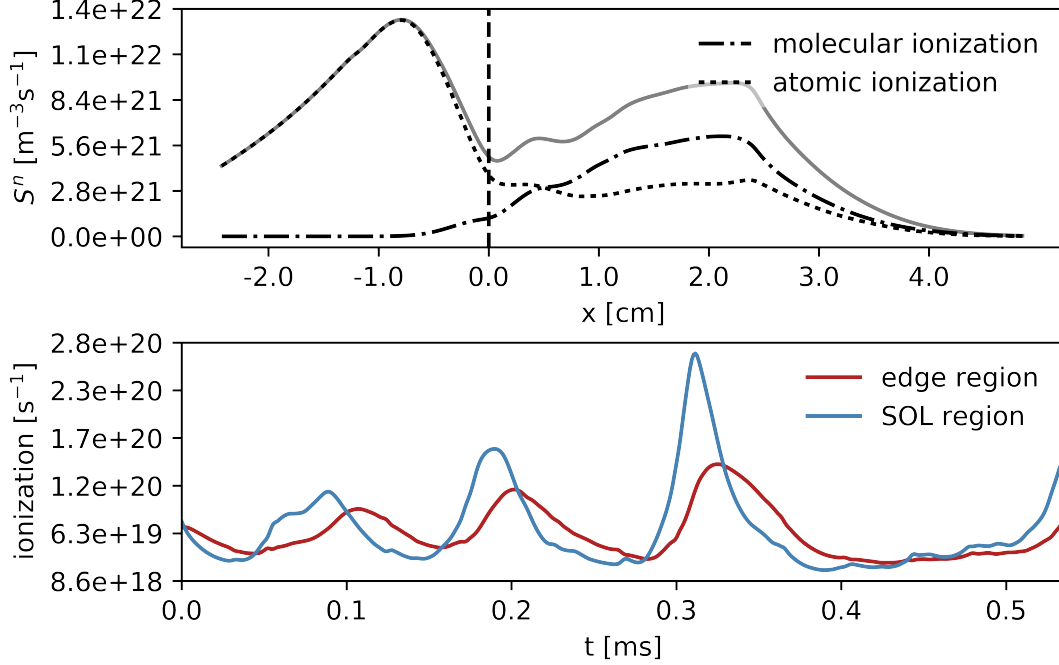 1.4e+22
1.1e+22
8.4e+21
5.6e+21
2.8e+21
0.0e+00
Sⁿ [m⁻³s⁻¹]
molecular ionization
atomic ionization
-2.0 -1.0 0.0 1.0 2.0 3.0 4.0
x [cm]
2.8e+20
2.3e+20
1.7e+20
1.2e+20
6.3e+19
8.6e+18
ionization [s⁻¹]
edge region
SOL region
0.0 0.1 0.2 0.3 0.4 0.5
t [ms]